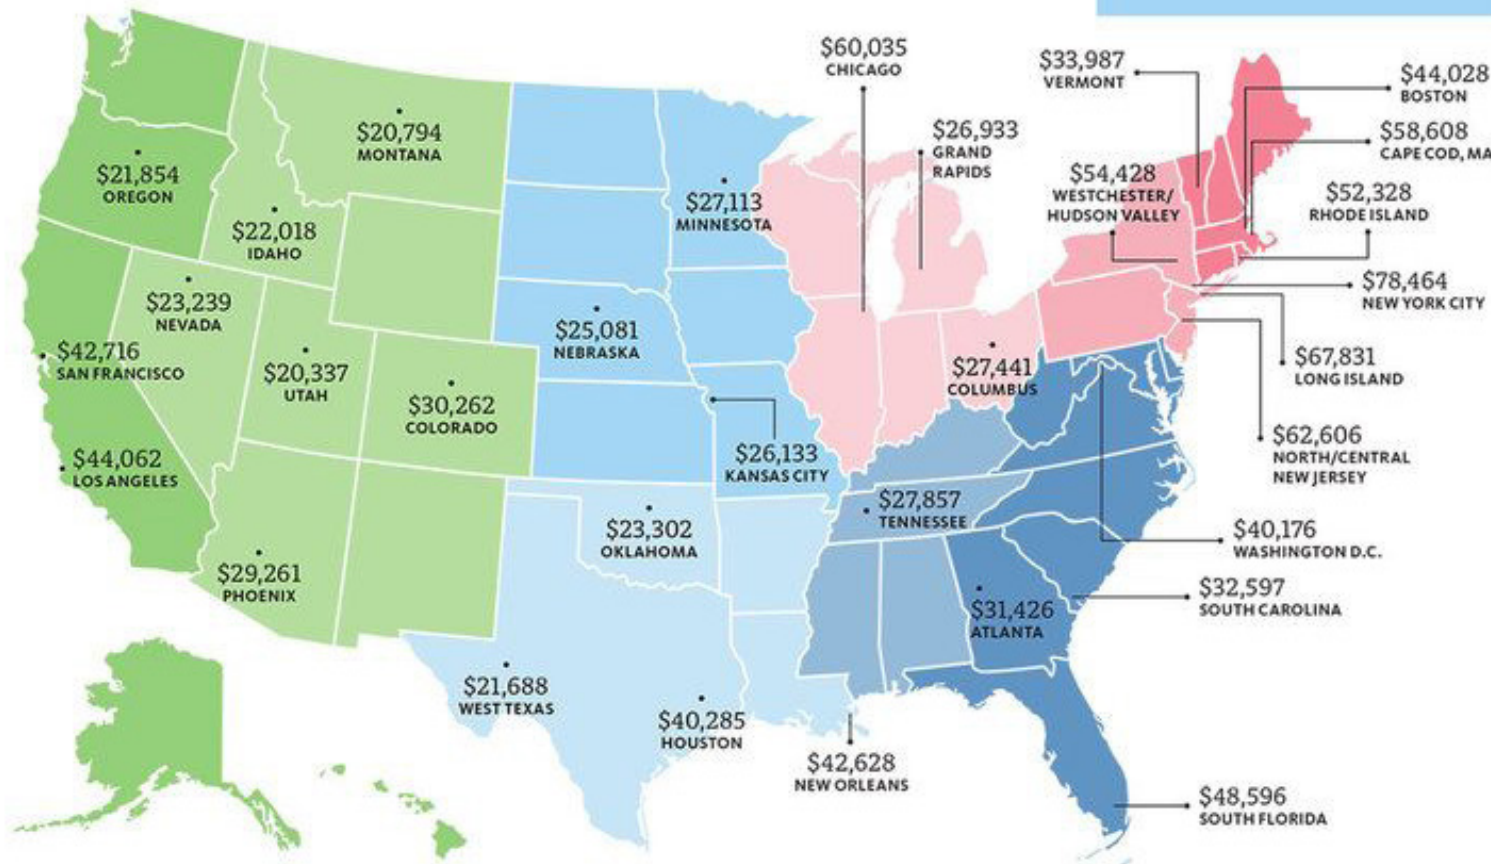 $60,035
CHICAGO
$33,987
VERMONT
$44,028
BOSTON
$20,794
MONTANA
$26,933
GRAND
RAPIDS
$58,608
CAPE COD, MA
$21,854
OREGON
$27,113
MINNESOTA
$54,428
WESTCHESTER/
HUDSON VALLEY
$52,328
RHODE ISLAND
$22,018
IDAHO
$23,239
NEVADA
$78,464
NEW YORK CITY
$25,081
NEBRASKA
$42,716
SAN FRANCISCO
$20,337
UTAH
$27,441
COLUMBUS
$67,831
LONG ISLAND
$30,262
COLORADO
$44,062
LOS ANGELES
$26,133
KANSAS CITY
$62,606
NORTH/CENTRAL
NEW JERSEY
$23,302
OKLAHOMA
$27,857
TENNESSEE
$40,176
WASHINGTON D.C.
$29,261
PHOENIX
$31,426
ATLANTA
$32,597
SOUTH CAROLINA
$21,688
WEST TEXAS
$40,285
HOUSTON
$42,628
NEW ORLEANS
$48,596
SOUTH FLORIDA